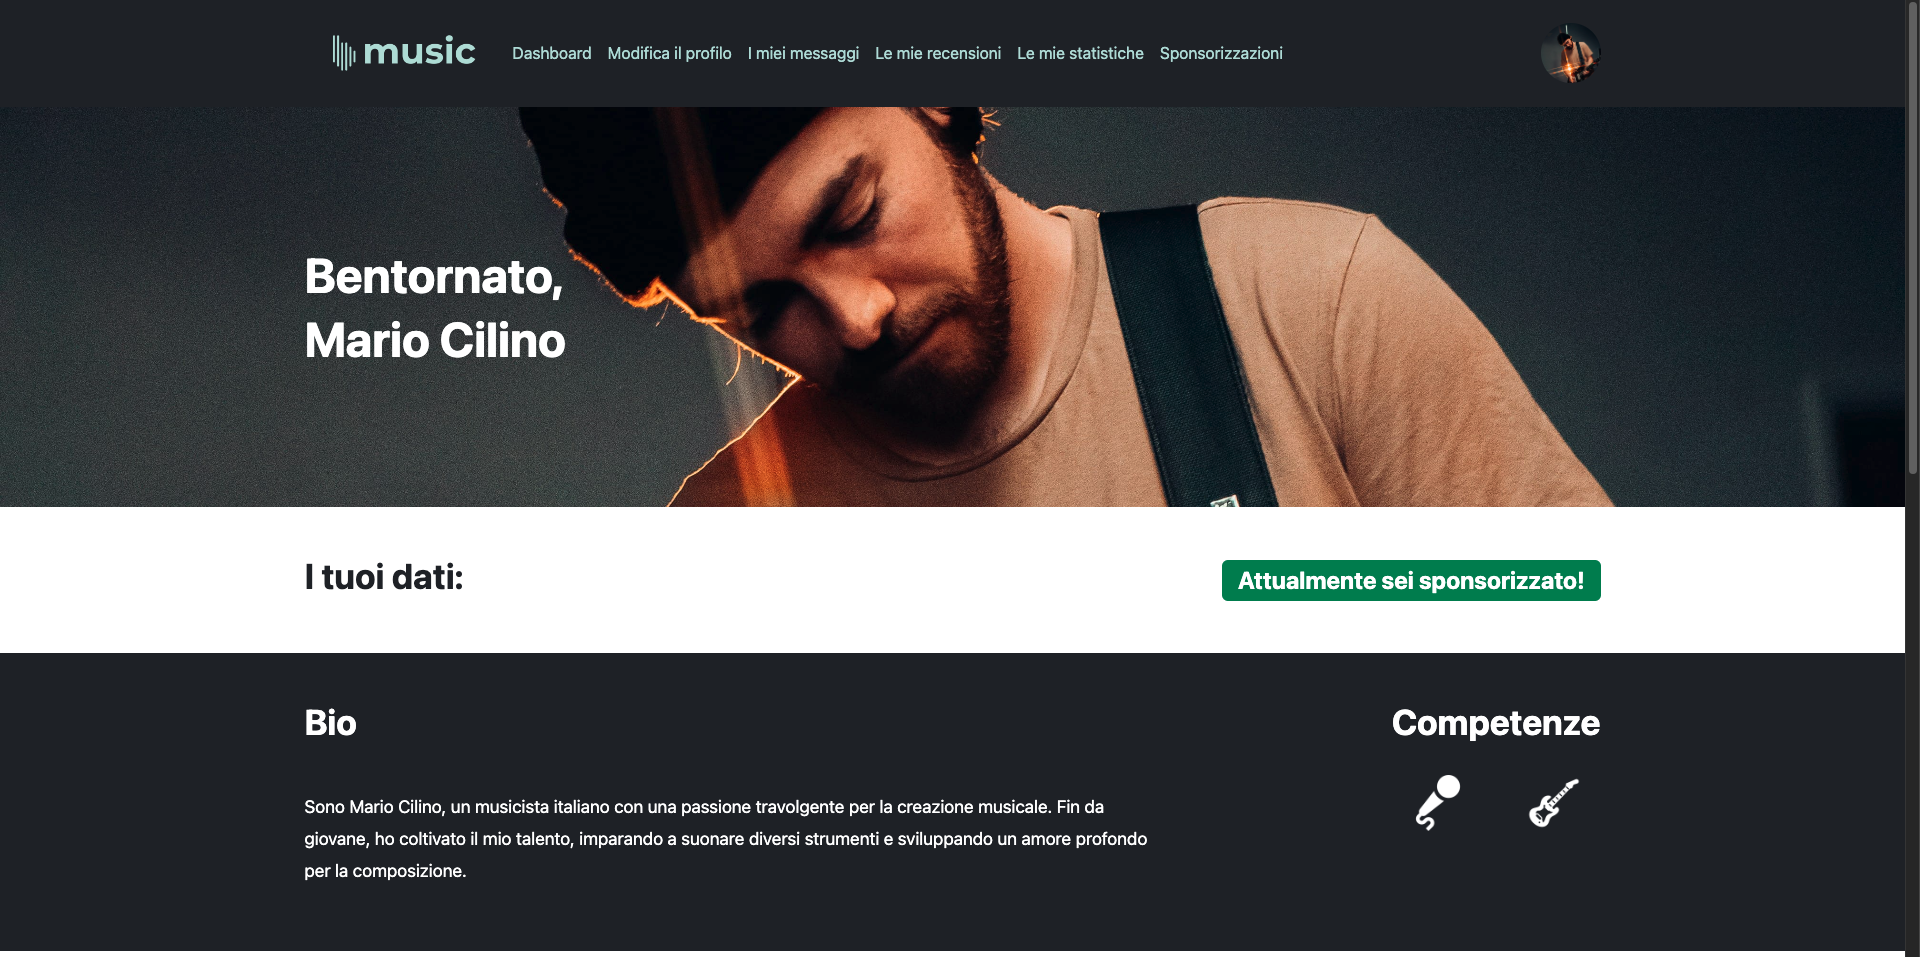 music
Dashboard Modifica il profilo I miei messaggi Le mie recensioni Le mie statistiche Sponsorizzazioni
Bentornato,
Mario Cilino
I tuoi dati:
Attualmente sei sponsorizzato!
Bio
Sono Mario Cilino, un musicista italiano con una passione travolgente per la creazione musicale. Fin da
giovane, ho coltivato il mio talento, imparando a suonare diversi strumenti e sviluppando un amore profondo
per la composizione.
Competenze